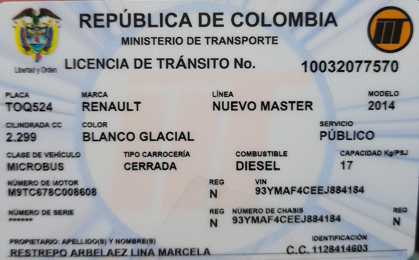 REPÚBLICA DE COLOMBIA
MINISTERIO DE TRANSPORTE
Libertad y Orden
LICENCIA DE TRÁNSITO No. 10032077570
PLACA MARCA LÍNEA MODELO
TOQ524 RENAULT NUEVO MASTER 2014
CILINDRADA CC COLOR SERVICIO
2.299 BLANCO GLACIAL PÚBLICO
CLASE DE VEHÍCULO TIPO CARROCERÍA COMBUSTIBLE CAPACIDAD Kg/PSJ
MICROBUS CERRADA DIESEL 17
NÚMERO DE MOTOR REG VIN
M9TC678C008608 N 93YMAF4CEEJ884184
NÚMERO DE SERIE REG NÚMERO DE CHASIS REG
****** N 93YMAF4CEEJ884184 N
PROPIETARIO: APELLIDO(S) Y NOMBRE(S) IDENTIFICACIÓN
RESTREPO ARBELAEZ LINA MARCELA C.C. 1128414603